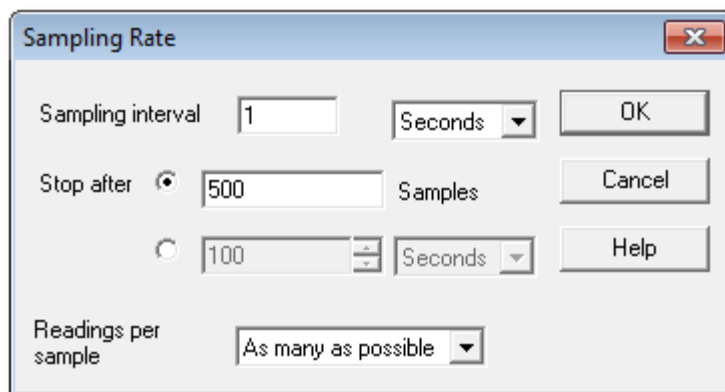 Sampling Rate
Sampling interval 1 Seconds OK
Stop after 500 Samples Cancel
100 Seconds Help
Readings per
sample As many as possible